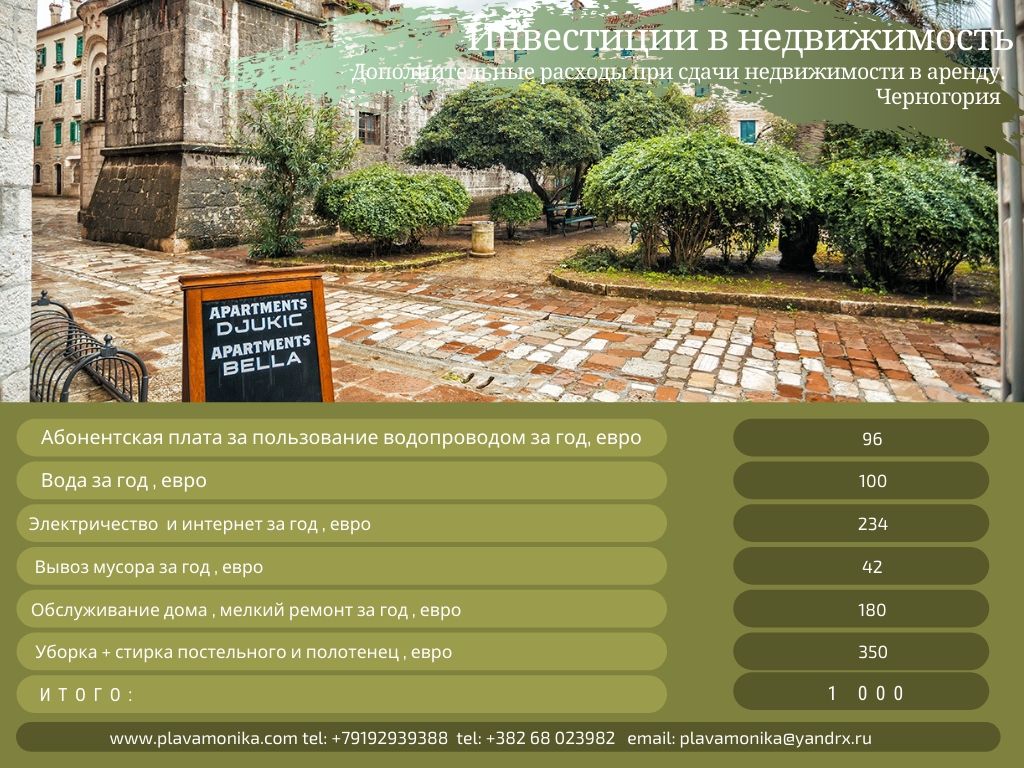 Инвестиции в недвижимость
Дополнительные расходы при сдачи недвижимости в аренду.
Черногория
APARTMENTS
DJUKIC
APARTMENTS
BELLA
Абонентская плата за пользование водопроводом за год, евро 96
Вода за год , евро 100
Электричество и интернет за год , евро 234
Вывоз мусора за год , евро 42
Обслуживание дома , мелкий ремонт за год , евро 180
Уборка + стирка постельного и полотенец , евро 350
ИТОГО: 1 000
www.plavamonika.com tel: +79192939388 tel: +382 68 023982 email: plavamonika@yandrx.ru